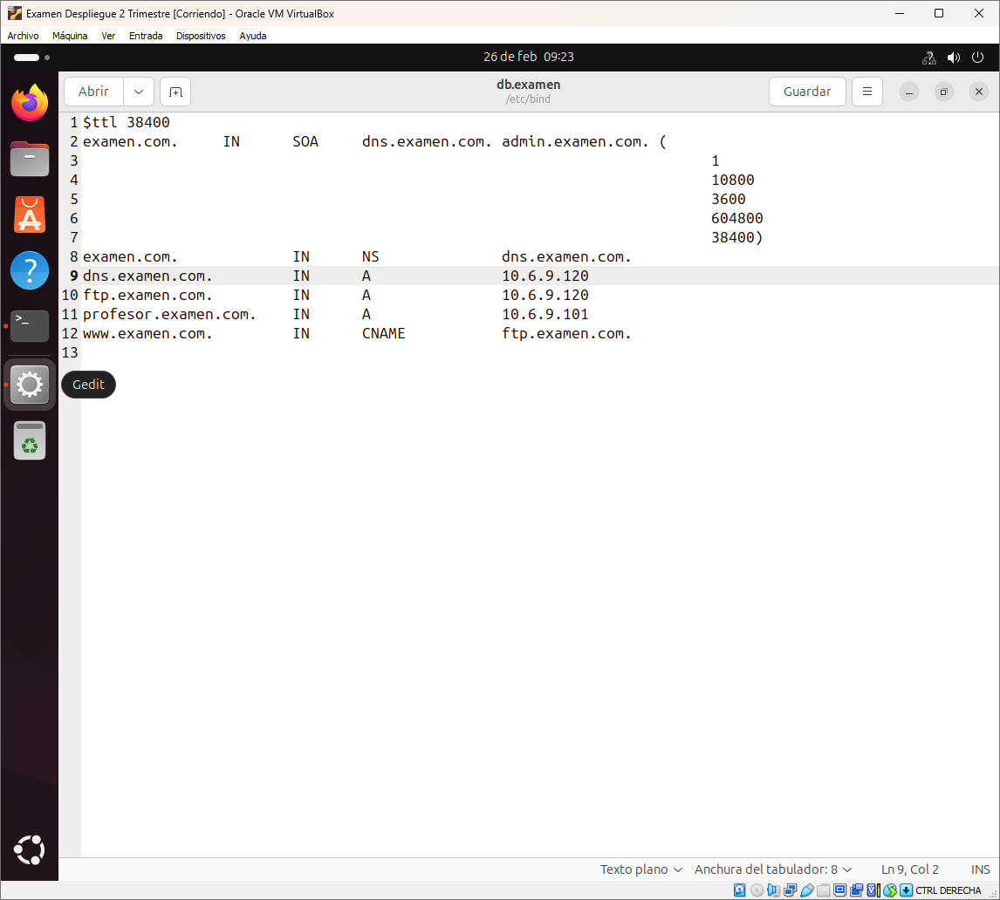 Examen Despliegue 2 Trimestre [Corriendo] - Oracle VM VirtualBox
Archivo Máquina Ver Entrada Dispositivos Ayuda
26 de feb 09:23
Abrir
db.examen
/etc/bind
Guardar
1 $ttl 38400
2 examen.com. IN SOA dns.examen.com. admin.examen.com. (
3 1
4 10800
5 3600
6 604800
7 38400)
8 examen.com. IN NS dns.examen.com.
9 dns.examen.com. IN A 10.6.9.120
10 ftp.examen.com. IN A 10.6.9.120
11 profesor.examen.com. IN A 10.6.9.101
12 www.examen.com. IN CNAME ftp.examen.com.
13
Gedit
Texto plano Anchura del tabulador: 8 Ln 9, Col 2 INS
CTRL DERECHA